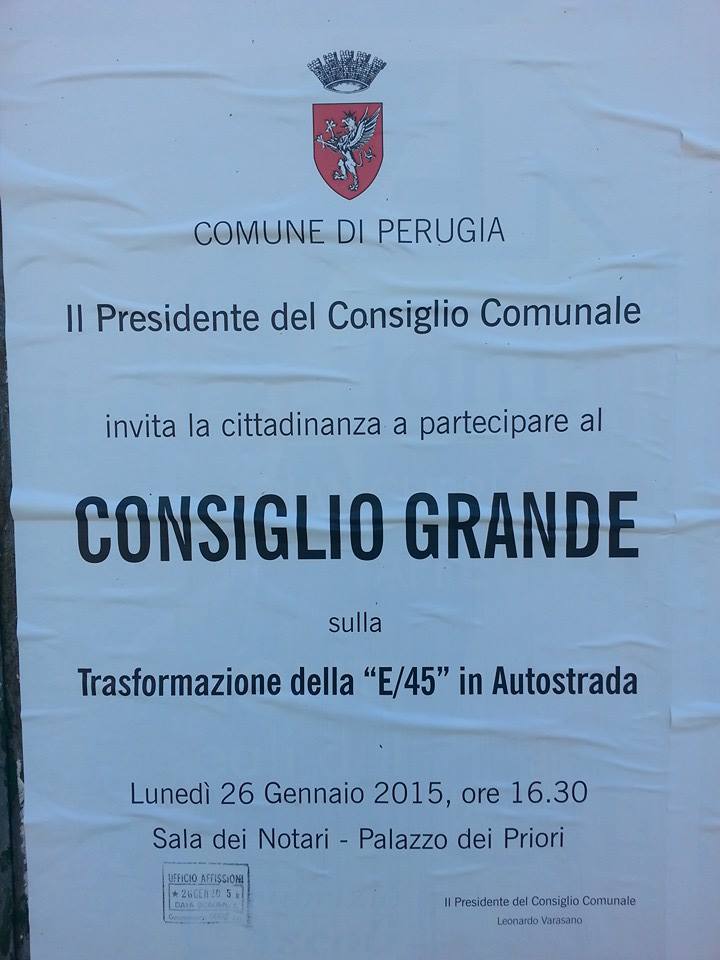 COMUNE DI PERUGIA
Il Presidente del Consiglio Comunale
invita la cittadinanza a partecipare al
CONSIGLIO GRANDE
sulla
Trasformazione della “E/45” in Autostrada
Lunedì 26 Gennaio 2015, ore 16.30
Sala dei Notari - Palazzo dei Priori
UFFICIO AFFISSIONI
Il Presidente del Consiglio Comunale
Leonardo Varasano